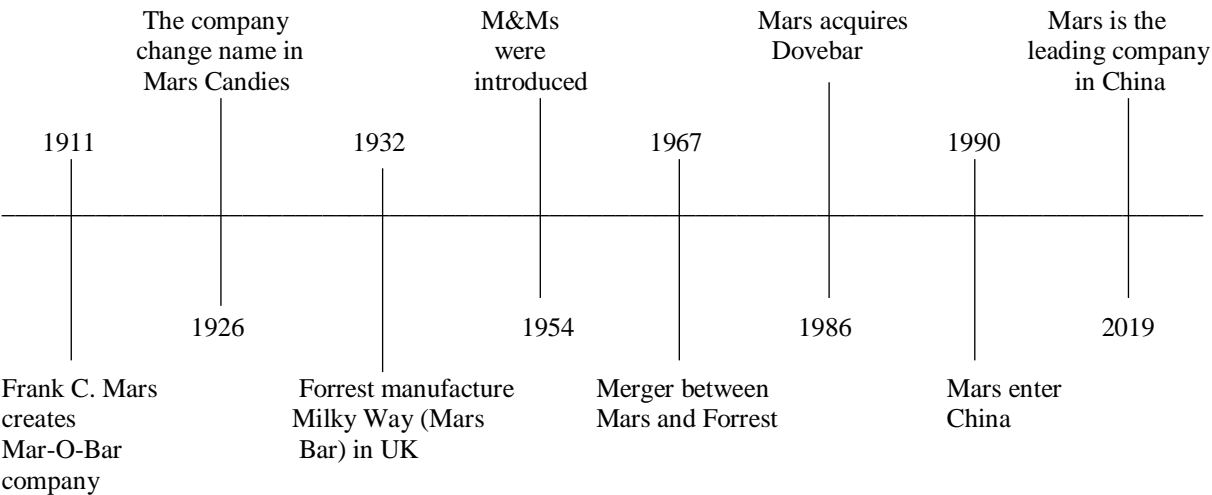 The company
change name in
Mars Candies
M&Ms
were
introduced
Mars acquires
Dovebar
Mars is the
leading company
in China
1911
1932
1967
1990
1926
1954
1986
2019
Frank C. Mars
creates
Mar-O-Bar
company
Forrest manufacture
Milky Way (Mars
Bar) in UK
Merger between
Mars and Forrest
Mars enter
China